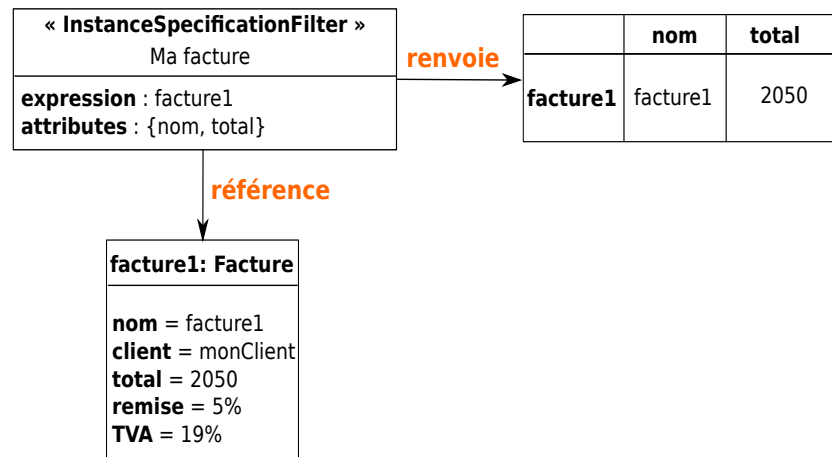 « InstanceSpecificationFilter »
Ma facture
expression : facture1
attributes : {nom, total}
renvoie
nom total
facture1 facture1 2050
référence
facture1: Facture
nom = facture1
client = monClient
total = 2050
remise = 5%
TVA = 19%